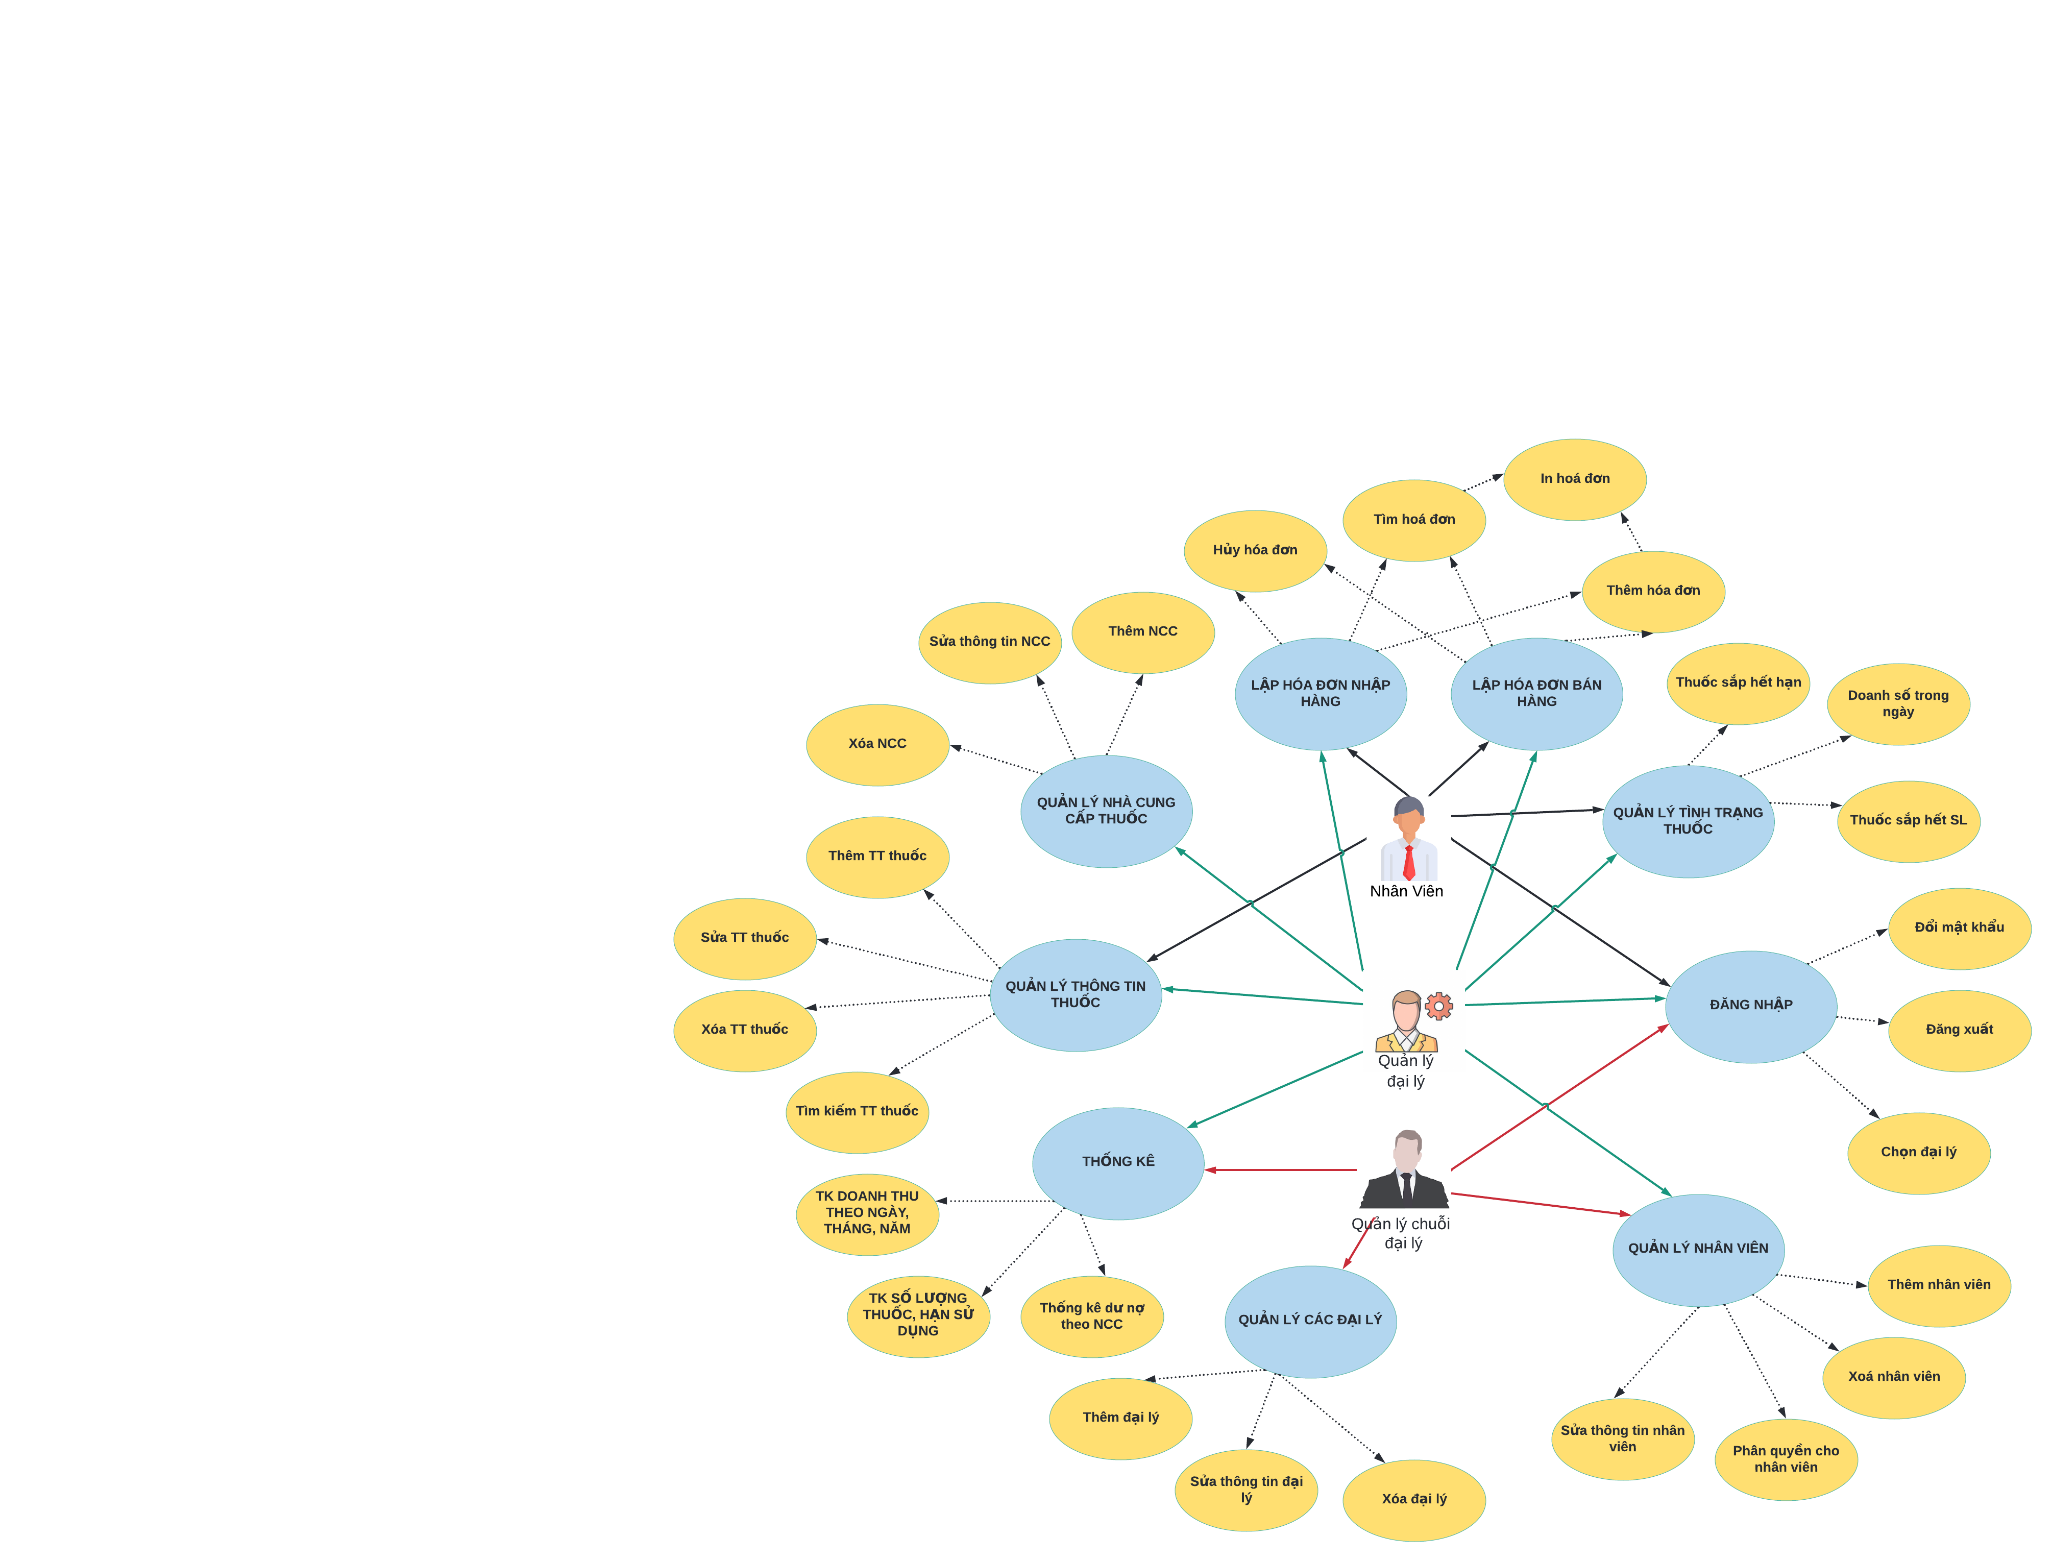 In hoá đơn
Tìm hoá đơn
Hủy hóa đơn
Thêm hóa đơn
Sửa thông tin NCC
Thêm NCC
LẬP HÓA ĐƠN NHẬP
HÀNG
LẬP HÓA ĐƠN BÁN
HÀNG
Thuốc sắp hết hạn
Doanh số trong
ngày
Xóa NCC
QUẢN LÝ NHÀ CUNG
CẤP THUỐC
QUẢN LÝ TÌNH TRẠNG
THUỐC
Thuốc sắp hết SL
Thêm TT thuốc
Nhân Viên
Sửa TT thuốc
Đổi mật khẩu
QUẢN LÝ THÔNG TIN
THUỐC
ĐĂNG NHẬP
Xóa TT thuốc
Đăng xuất
Quản lý
đại lý
Tìm kiếm TT thuốc
Chọn đại lý
THỐNG KÊ
TK DOANH THU
THEO NGÀY,
THÁNG, NĂM
Quản lý chuỗi
đại lý
QUẢN LÝ NHÂN VIÊN
Thêm nhân viên
TK SỐ LƯỢNG
THUỐC, HẠN SỬ
DỤNG
Thống kê dư nợ
theo NCC
QUẢN LÝ CÁC ĐẠI LÝ
Xoá nhân viên
Thêm đại lý
Sửa thông tin nhân
viên
Phân quyền cho
nhân viên
Sửa thông tin đại
lý
Xóa đại lý